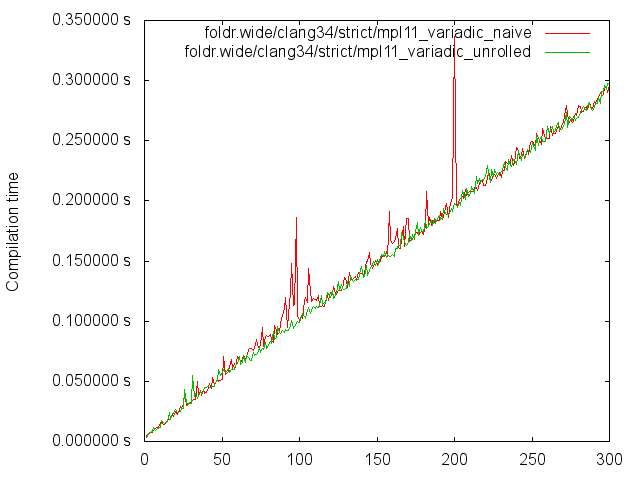 0.350000 s
foldr.wide/clang34/strict/mpl11_variadic_naive
foldr.wide/clang34/strict/mpl11_variadic_unrolled
0.300000 s
0.250000 s
0.200000 s
Compilation time
0.150000 s
0.100000 s
0.050000 s
0.000000 s
0 50 100 150 200 250 300